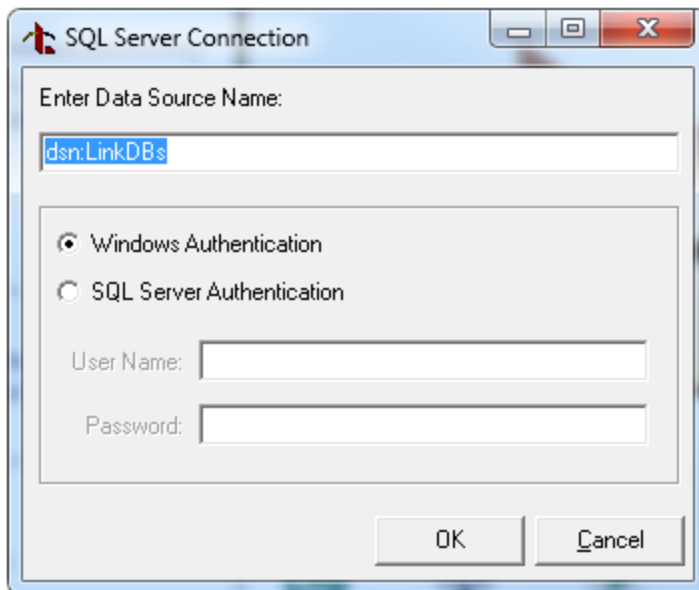 SQL Server Connection
Enter Data Source Name:
dsn:LinkDBs
Windows Authentication
SQL Server Authentication
User Name:
Password:
OK Cancel